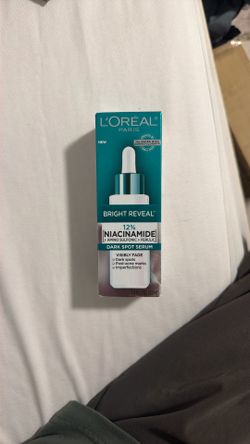 L'ORÉAL
PARIS
NEW
BRIGHT REVEAL
12%
NIACINAMIDE
+ AMINO SULFONIC + FERULIC
DARK SPOT SERUM
VISIBLY FADE
Dark spots
Post-acne marks
Imperfections